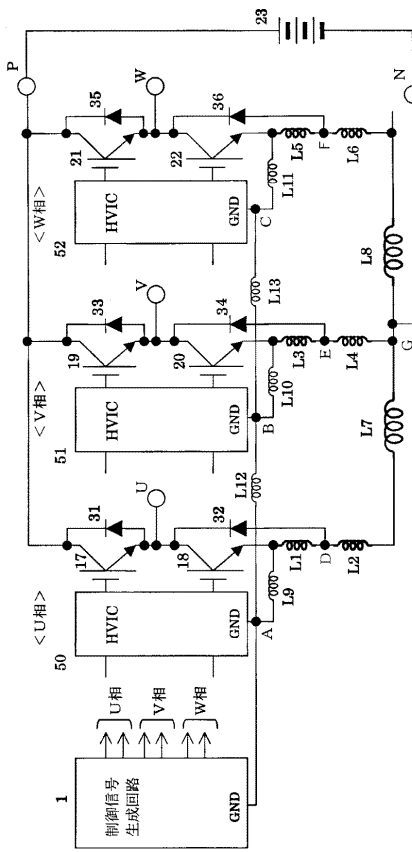 1
制御信号
生成回路
GND
U相
V相
W相
<U相>
50
HVIC
GND
17
31
U
18
32
A
L9
L1
D
L2
L12
<V相>
51
HVIC
GND
19
33
V
20
34
B
L10
L3
E
L4
L7
L13
<W相>
52
HVIC
GND
21
35
W
22
36
C
L11
L5
F
L6
L8
G
P
23
N